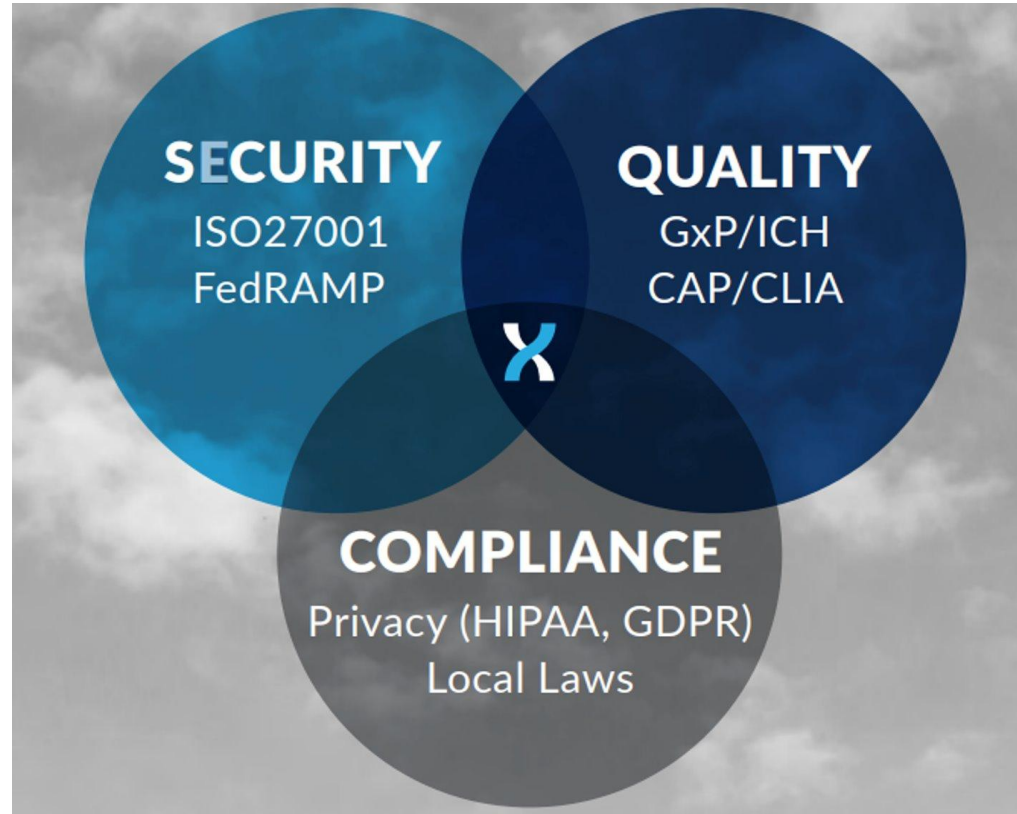 SECURITY
ISO27001
FedRAMP
QUALITY
GxP/ICH
CAP/CLIA
COMPLIANCE
Privacy (HIPAA, GDPR)
Local Laws